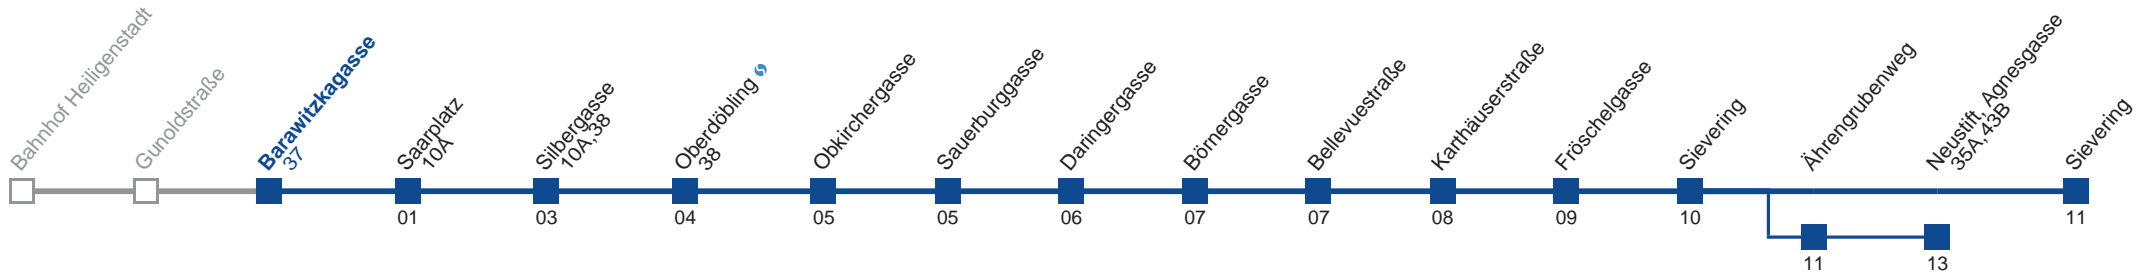 Bahnhof Heiligenstadt
Gunoldstraße
Barawitzkagasse
37
Saarplatz
10A
Silbergasse
10A,38
Oberdöbling
38
Obkirchergasse
Sauerburggasse
Daringergasse
Börnergasse
Bellevuestraße
Karthäuserstraße
Fröschelgasse
Sievering
Ährengrubenweg
Neustift, Agnesgasse
35A,43B
Sievering
01
03
04
05
05
06
07
07
08
09
10
11
11
13